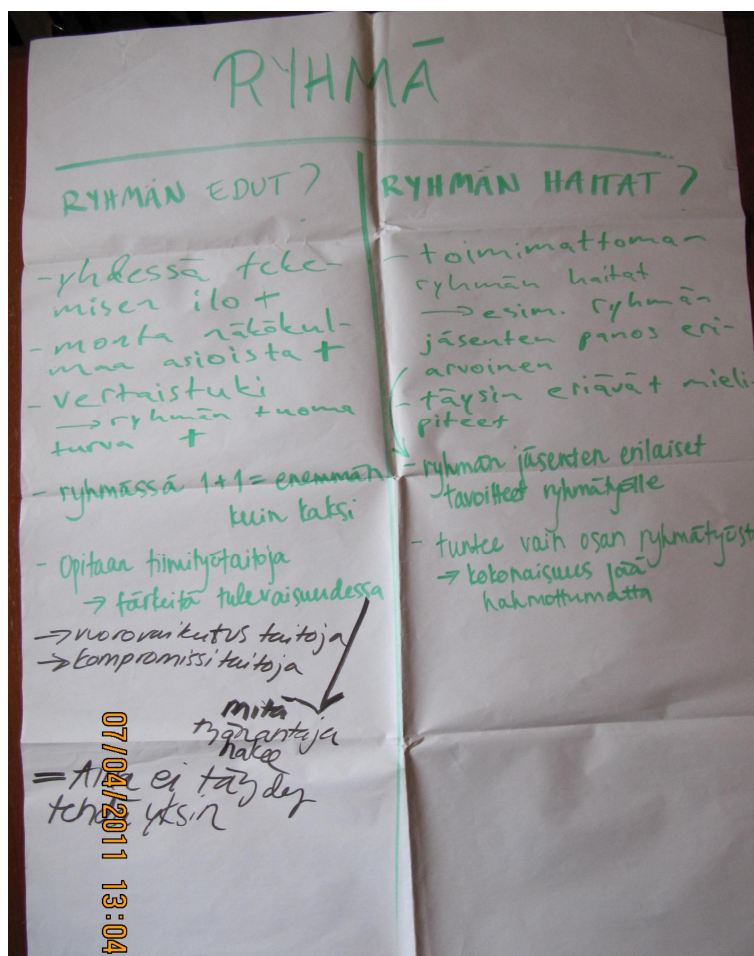 RYHMÄ
RYHMÄN EDUT?
- yhdessä teke-
misen ilo +
- monta näkökul-
maa asioista +
- vertaistuki
→ ryhmän tuoma
turva +
- ryhmässä 1+1 = enemmän
kuin kaksi
- Opitaan tiimityötaitoja
→ tärkeitä tulevaisuudessa
→ vuorovaikutus taitoja
→ kompromissitaitoja
mitä
työnantaja
hakee
= Aina ei täydy
tehdä yksin
RYHMÄN HAITAT?
- toimimattoman
ryhmän haitat
→ esim. ryhmän
jäsenten panos eri-
arvoinen
- täysin eriävät mieli-
piteet
- ryhmän jäsenten erilaiset
tavoitteet ryhmätyölle
- tuntee vain osan ryhmätyöstä
→ kokonaisuus jää
hahmottumatta
07/04/2011 13:04